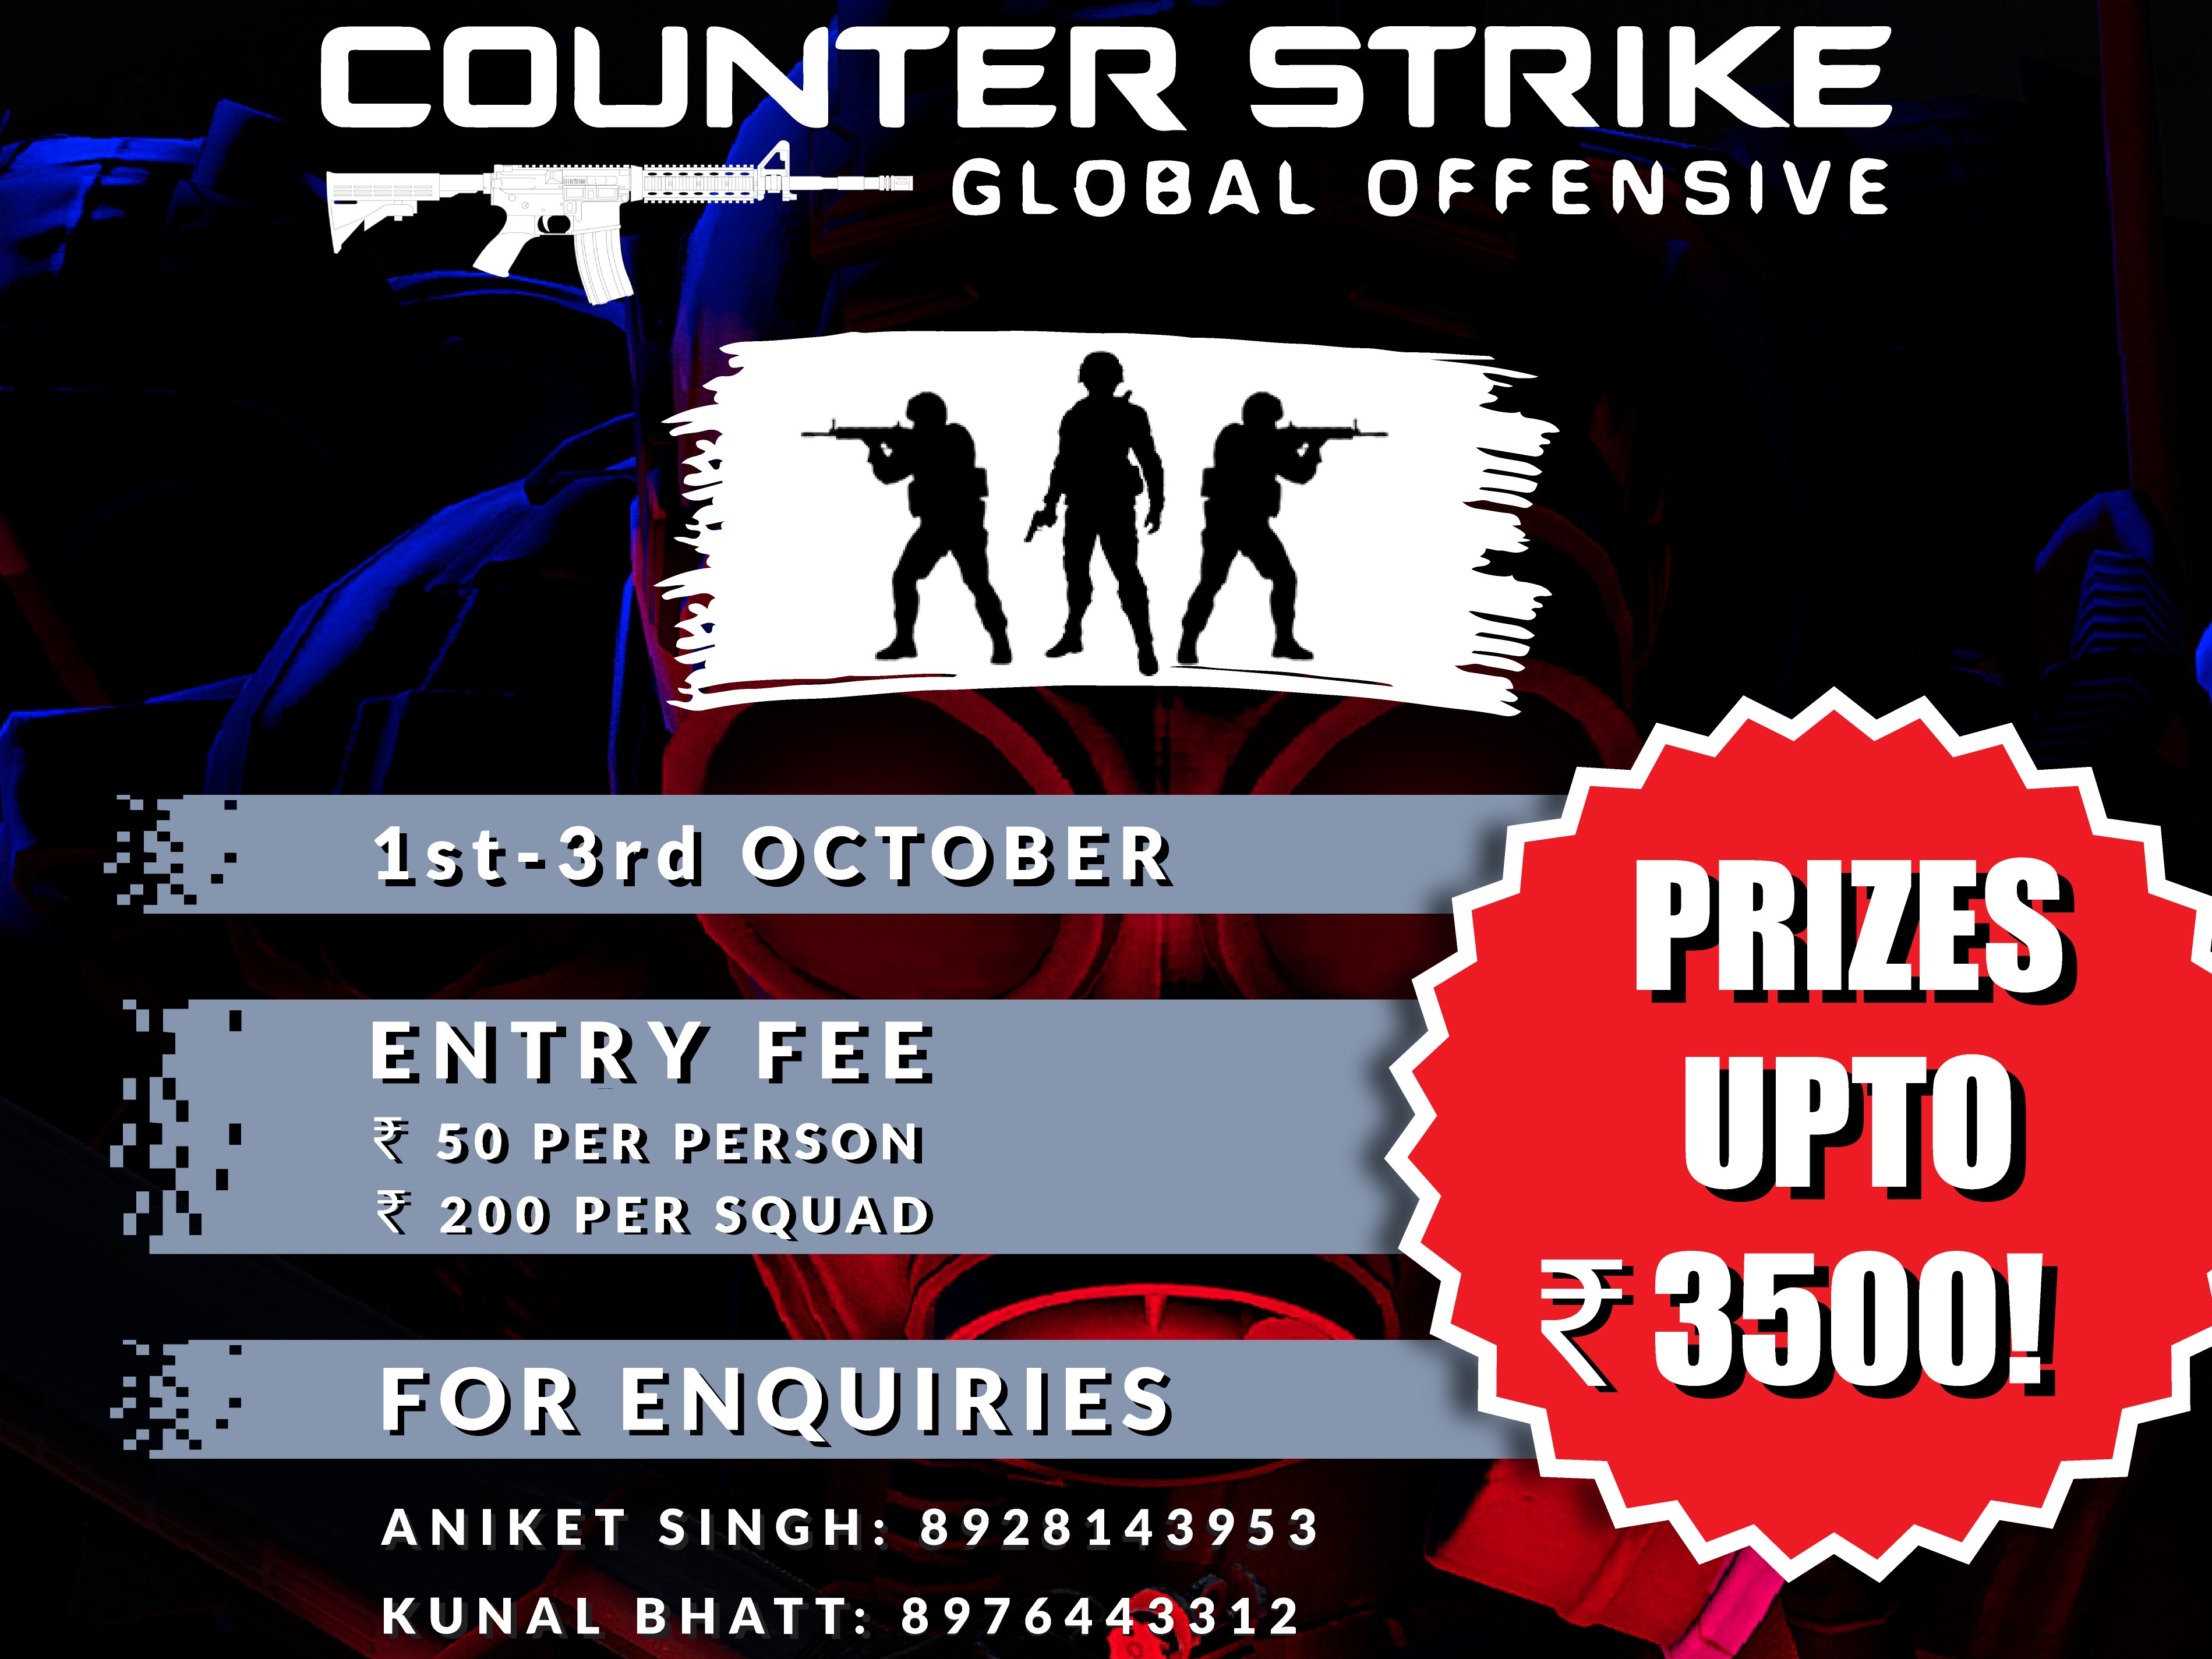 COUNTER STRIKE
GLOBAL OFFENSIVE
1st-3rd OCTOBER
ENTRY FEE
₹ 50 PER PERSON
₹ 200 PER SQUAD
PRIZES
UPTO
₹ 3500!
FOR ENQUIRIES
ANIKET SINGH: 8928143953
KUNAL BHATT: 8976443312